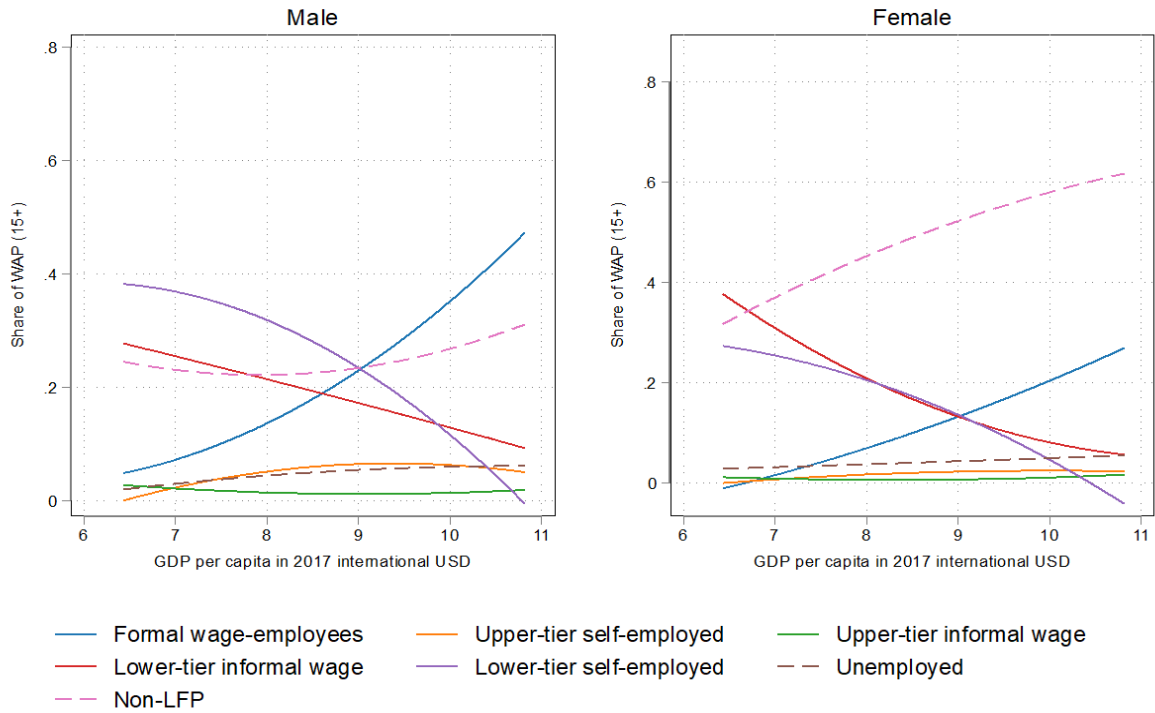 Male
Female
Share of WAP (15+)
.8
.6
.4
.2
0
6 7 8 9 10 11
GDP per capita in 2017 international USD
Share of WAP (15+)
.8
.6
.4
.2
0
6 7 8 9 10 11
GDP per capita in 2017 international USD
Formal wage-employees
Upper-tier self-employed
Upper-tier informal wage
Lower-tier informal wage
Lower-tier self-employed
Unemployed
Non-LFP